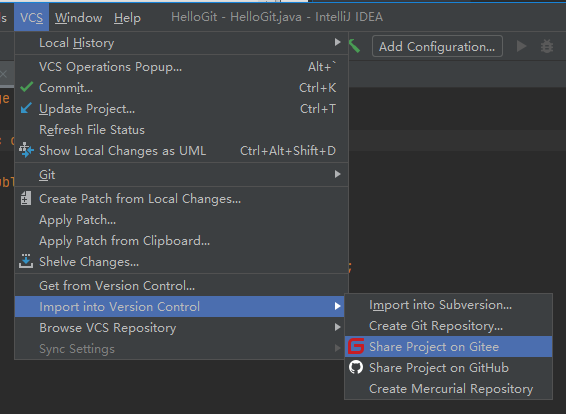 ls VCS Window Help HelloGit - HelloGit.java - IntelliJ IDEA
Add Configuration...
Local History
VCS Operations Popup... Alt+`
Commit... Ctrl+K
Update Project... Ctrl+T
Refresh File Status
Show Local Changes as UML Ctrl+Alt+Shift+D
Git
Create Patch from Local Changes...
Apply Patch...
Apply Patch from Clipboard...
Shelve Changes...
;
Get from Version Control...
Import into Version Control
Browse VCS Repository
Sync Settings
Import into Subversion...
Create Git Repository...
Share Project on Gitee
Share Project on GitHub
Create Mercurial Repository